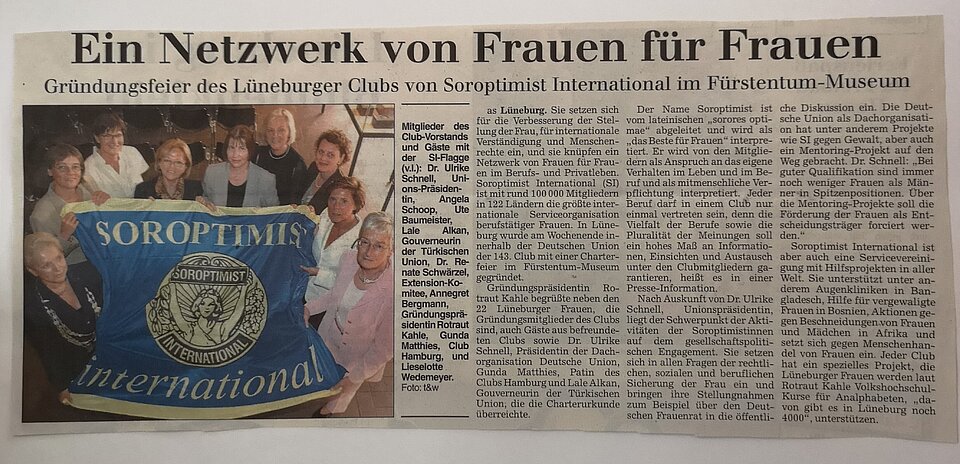 Ein Netzwerk von Frauen für Frauen
Gründungsfeier des Lüneburger Clubs von Soroptimist International im Fürstentum-Museum
SOROPTIMIST
SOROPTIMIST
INTERNATIONAL
international
Mitglieder des
Club-Vorstands
und Gäste mit
der SI-Flagge
(v.l.): Dr. Ulrike
Schnell, Uni-
ons-Präsiden-
tin, Angela
Schoop, Ute
Baumeister,
Lale Alkan,
Gouverneurin
der Türkischen
Union, Dr. Re-
nate Schwärzel,
Extension-Ko-
mitee, Annegret
Bergmann,
Gründungsprä-
sidentin Rotraut
Kahle, Gunda
Matthies, Club
Hamburg, und
Lieselotte
Wedemeyer.
Foto: t&w
as Lüneburg. Sie setzen sich
für die Verbesserung der Stel-
lung der Frau, für internationale
Verständigung und Menschen-
rechte ein, und sie knüpfen ein
Netzwerk von Frauen für Frau-
en im Berufs- und Privatleben.
Soroptimist International (SI)
ist mit rund 100 000 Mitgliedern
in 122 Ländern die größte inter-
nationale Serviceorganisation
berufstätiger Frauen. In Lüne-
burg wurde am Wochenende in-
nerhalb der Deutschen Union
der 143. Club mit einer Charter-
feier im Fürstentum-Museum
gegründet.
Gründungspräsidentin Ro-
traut Kahle begrüßte neben den
22 Lüneburger Frauen, die
Gründungsmitglieder des Clubs
sind, auch Gäste aus befreunde-
ten Clubs sowie Dr. Ulrike
Schnell, Präsidentin der Dach-
organisation Deutsche Union,
Gunda Matthies, Patin des
Clubs Hamburg und Lale Alkan,
Gouverneurin der Türkischen
Union, die die Charterurkunde
überreichte.
Der Name Soroptimist ist
vom lateinischen „sorores opti-
mae“ abgeleitet und wird als
„das Beste für Frauen“ interpre-
tiert. Er wird von den Mitglie-
dern als Anspruch an das eigene
Verhalten im Leben und im Be-
ruf und als mitmenschliche Ver-
pflichtung interpretiert. Jeder
Beruf darf in einem Club nur
einmal vertreten sein, denn die
Vielfalt der Berufe sowie die
Pluralität der Meinungen soll
ein hohes Maß an Informatio-
nen, Einsichten und Austausch
unter den Clubmitgliedern ga-
rantieren, heißt es in einer
Presse-Information.
Nach Auskunft von Dr. Ulrike
Schnell, Unionspräsidentin,
liegt der Schwerpunkt der Akti-
vitäten der Soroptimistinnen
auf dem gesellschaftspoliti-
schen Engagement. Sie setzen
sich in allen Fragen der rechtli-
chen, sozialen und beruflichen
Sicherung der Frau ein und
bringen ihre Stellungnahmen
zum Beispiel über den Deut-
schen Frauenrat in die öffentli-
che Diskussion ein. Die Deut-
sche Union als Dachorganisati-
on hat unter anderem Projekte
wie SI gegen Gewalt, aber auch
ein Mentoring-Projekt auf den
Weg gebracht. Dr. Schnell: „Bei
guter Qualifikation sind immer
noch weniger Frauen als Män-
ner in Spitzenpositionen. Über
die Mentoring-Projekte soll die
Förderung der Frauen als Ent-
scheidungsträger forciert wer-
den.“
Soroptimist International ist
aber auch eine Servicevereini-
gung mit Hilfsprojekten in aller
Welt. Sie unterstützt unter an-
derem Augenkliniken in Ban-
gladesch, Hilfe für vergewaltigte
Frauen in Bosnien, Aktionen ge-
gen Beschneidungen von Frauen
und Mädchen in Afrika und
setzt sich gegen Menschenhan-
del von Frauen ein. Jeder Club
hat ein spezielles Projekt, die
Lüneburger Frauen werden laut
Rotraut Kahle Volkshochschul-
Kurse für Analphabeten, „da-
von gibt es in Lüneburg noch
4000“, unterstützen.